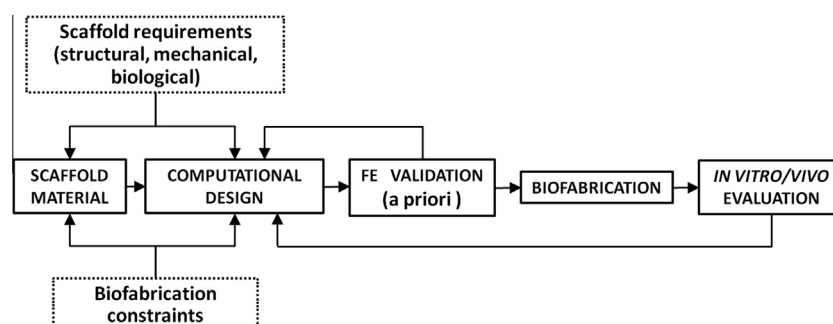 Scaffold requirements
(structural, mechanical,
biological)
SCAFFOLD
MATERIAL
COMPUTATIONAL
DESIGN
FE VALIDATION
(a priori )
BIOFABRICATION
IN VITRO/VIVO
EVALUATION
Biofabrication
constraints